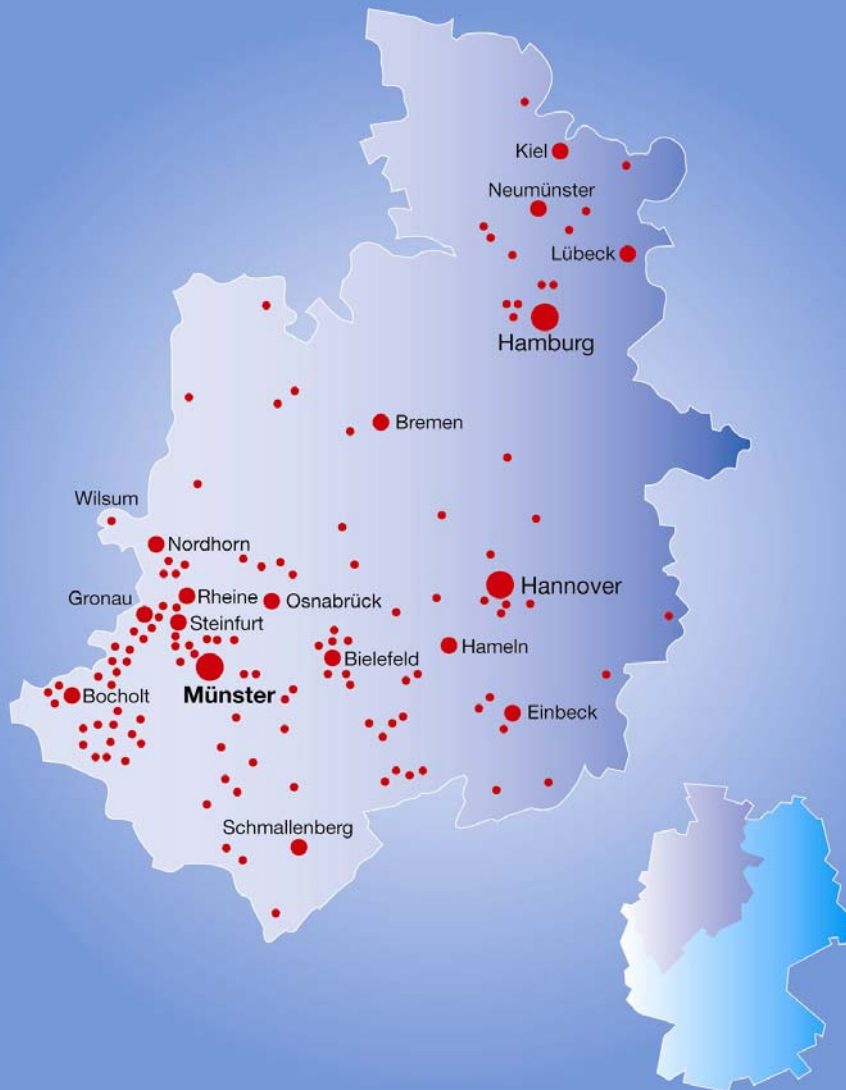 Kiel
Neumünster
Lübeck
Hamburg
Bremen
Wilsum
Nordhorn
Hannover
Gronau
Rheine
Osnabrück
Steinfurt
Hameln
Bielefeld
Münster
Bocholt
Einbeck
Schmallenberg